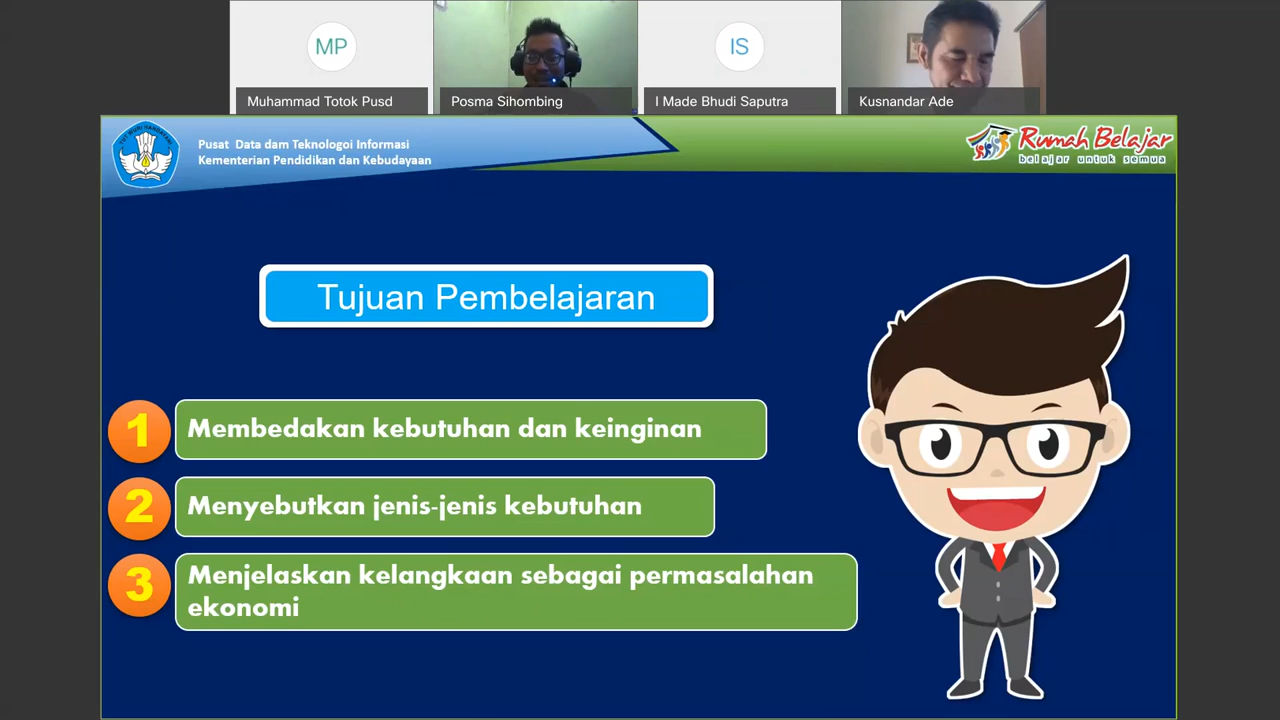 MP
IS
Muhammad Totok Pusd
Posma Sihombing
I Made Bhudi Saputra
Kusnandar Ade
Pusat Data dam Teknologoi Informasi
Kementerian Pendidikan dan Kebudayaan
Rumah Belajar
belajar untuk semua
Tujuan Pembelajaran
1
Membedakan kebutuhan dan keinginan
2
Menyebutkan jenis-jenis kebutuhan
3
Menjelaskan kelangkaan sebagai permasalahan
ekonomi